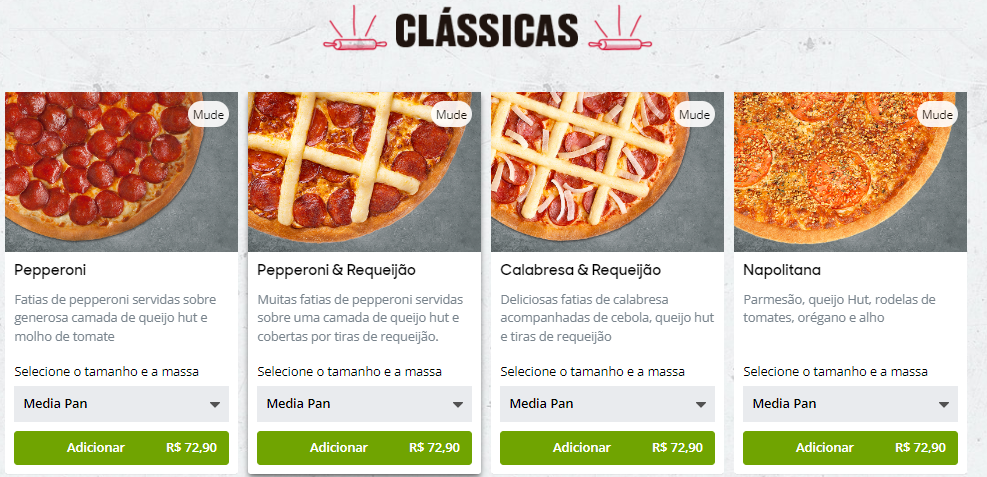 CLÁSSICAS
Mude
Pepperoni
Fatias de pepperoni servidas sobre
generosa camada de queijo hut e
molho de tomate
Selecione o tamanho e a massa
Media Pan
Adicionar R$ 72,90
Mude
Pepperoni & Requeijão
Muitas fatias de pepperoni servidas
sobre uma camada de queijo hut e
cobertas por tiras de requeijão.
Selecione o tamanho e a massa
Media Pan
Adicionar R$ 72,90
Mude
Calabresa & Requeijão
Deliciosas fatias de calabresa
acompanhadas de cebola, queijo hut
e tiras de requeijão
Selecione o tamanho e a massa
Media Pan
Adicionar R$ 72,90
Mude
Napolitana
Parmesão, queijo Hut, rodelas de
tomates, orégano e alho
Selecione o tamanho e a massa
Media Pan
Adicionar R$ 72,90